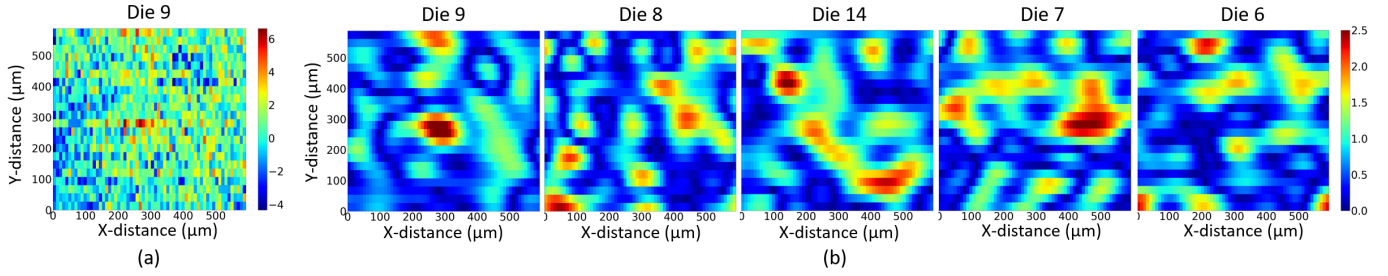 Die 9
Y-distance (μm)
500
400
300
200
100
0
0 100 200 300 400 500
X-distance (μm)
6
4
2
0
−2
−4
(a)
Die 9 Die 8 Die 14 Die 7 Die 6
Y-distance (μm)
500
400
300
200
100
0
100 200 300 400 500
0 100 200 300 400 500
0 100 200 300 400 500
0 100 200 300 400 500
0 100 200 300 400 500
X-distance (μm) X-distance (μm) X-distance (μm) X-distance (μm) X-distance (μm)
2.5
2.0
1.5
1.0
0.5
0.0
(b)